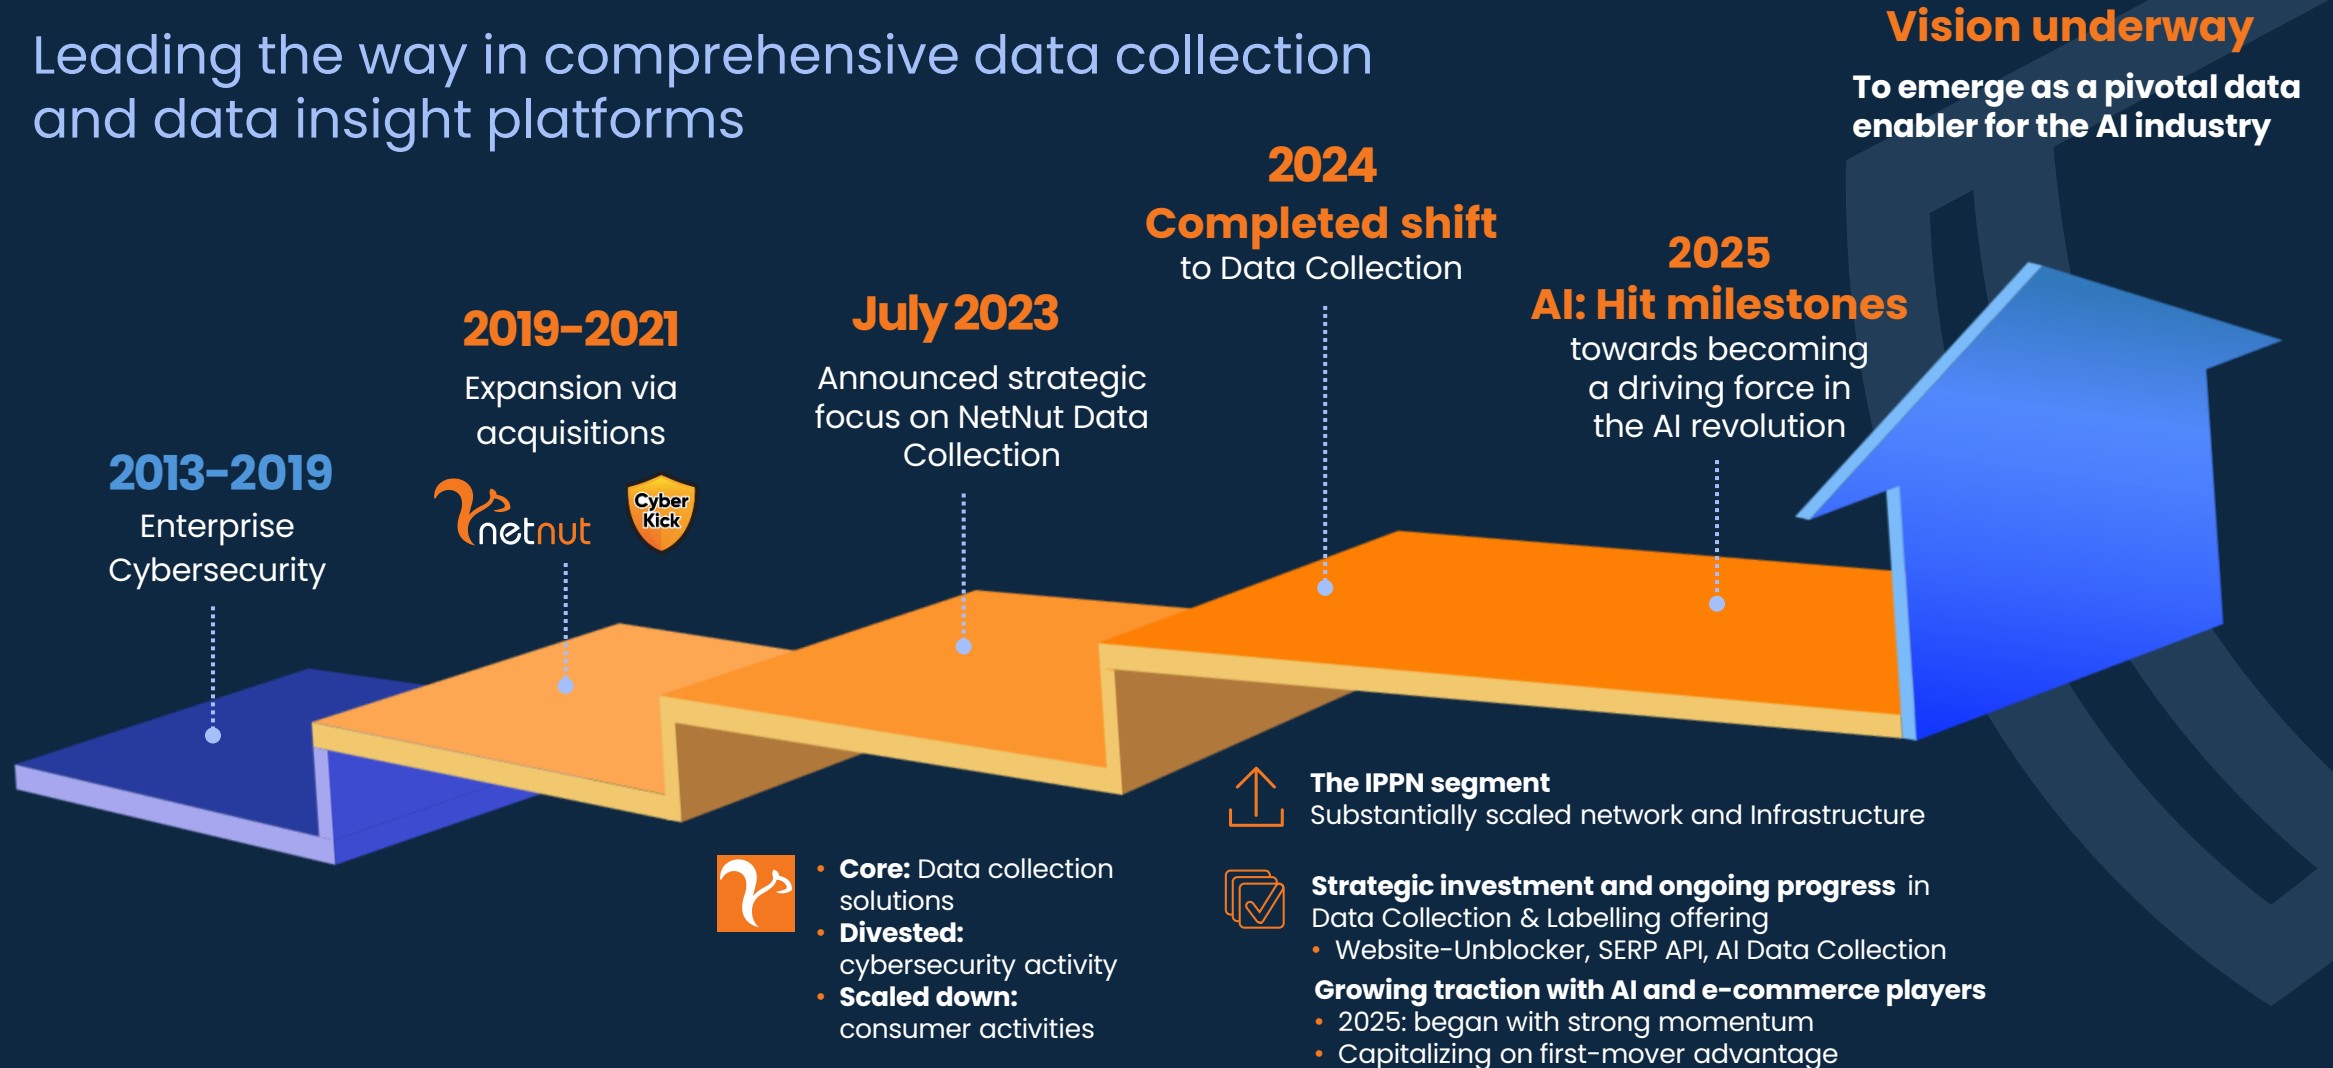 Leading the way in comprehensive data collection
and data insight platforms
Vision underway
To emerge as a pivotal data
enabler for the AI industry
2013-2019
Enterprise
Cybersecurity
2019-2021
Expansion via
acquisitions
netnut
Cyber
Kick
July 2023
Announced strategic
focus on NetNut Data
Collection
2024
Completed shift
to Data Collection
2025
AI: Hit milestones
towards becoming
a driving force in
the AI revolution
• Core: Data collection
solutions
• Divested:
cybersecurity activity
• Scaled down:
consumer activities
The IPPN segment
Substantially scaled network and Infrastructure
Strategic investment and ongoing progress in
Data Collection & Labelling offering
• Website-Unblocker, SERP API, AI Data Collection
Growing traction with AI and e-commerce players
• 2025: began with strong momentum
• Capitalizing on first-mover advantage